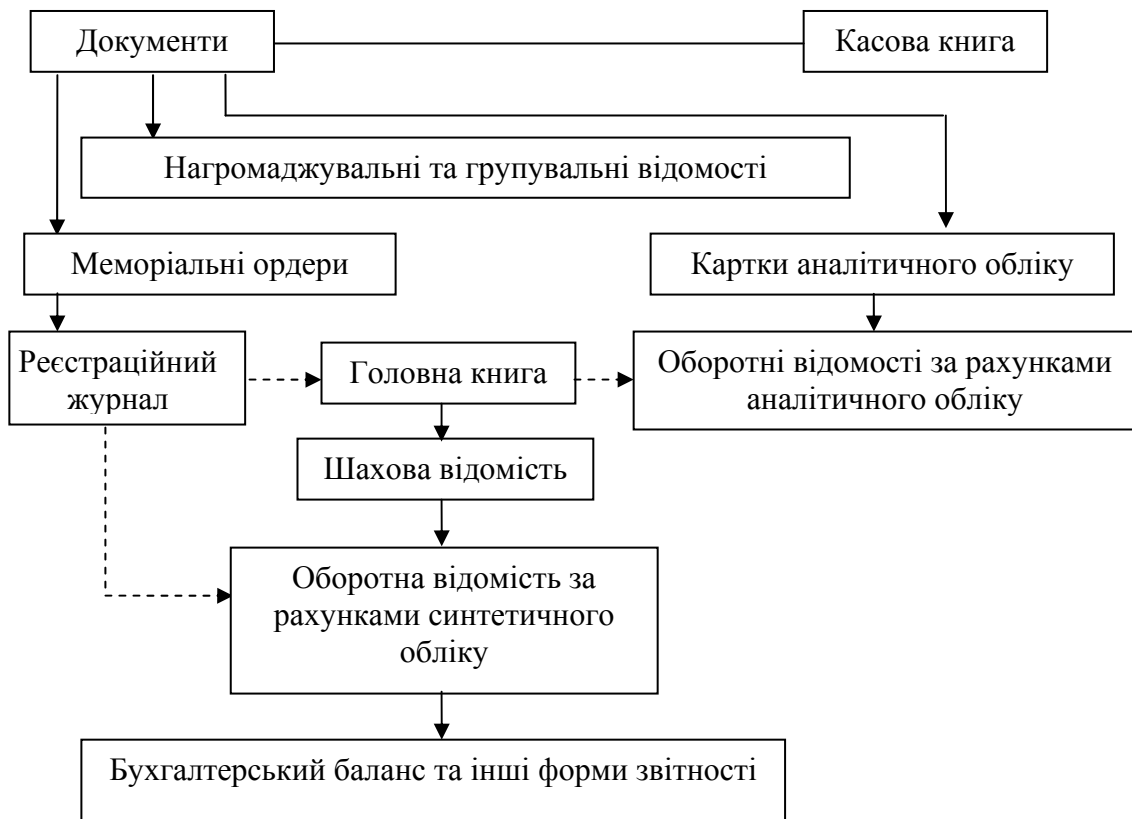 Документи
Касова книга
Нагромаджувальні та групувальні відомості
Меморіальні ордери
Картки аналітичного обліку
Реєстраційний
журнал
Головна книга
Оборотні відомості за рахунками
аналітичного обліку
Шахова відомість
Оборотна відомість за
рахунками синтетичного
обліку
Бухгалтерський баланс та інші форми звітності